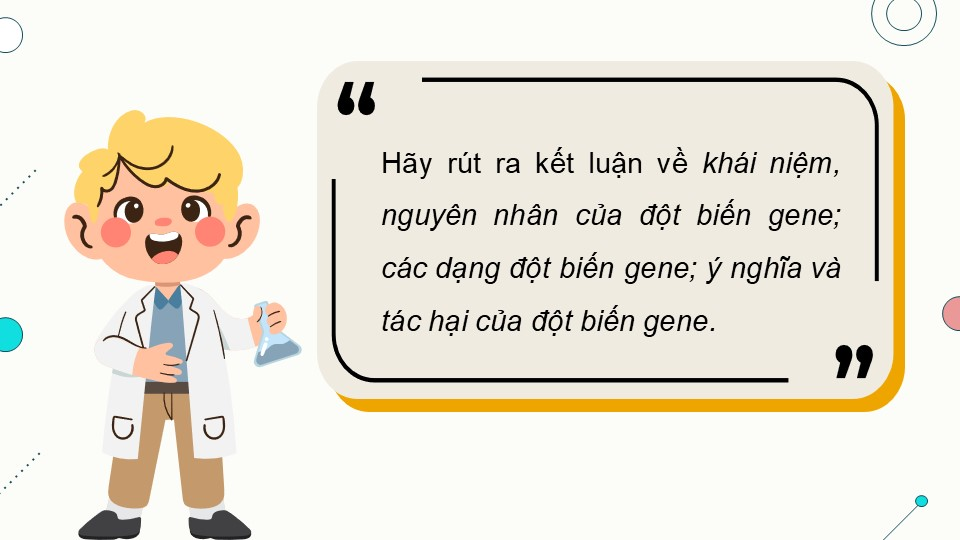 “
Hãy rút ra kết luận về khái niệm,
nguyên nhân của đột biến gene;
các dạng đột biến gene; ý nghĩa và
tác hại của đột biến gene.
”